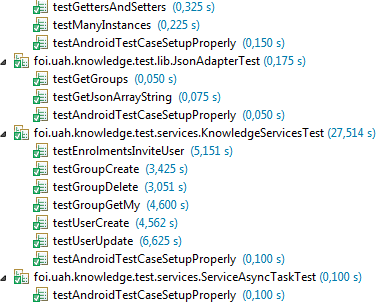 testGettersAndSetters (0,325 s)
testManyInstances (0,225 s)
testAndroidTestCaseSetupProperly (0,150 s)
foi.uah.knowledge.test.lib.JsonAdapterTest (0,175 s)
testGetGroups (0,050 s)
testGetJsonArrayString (0,075 s)
testAndroidTestCaseSetupProperly (0,050 s)
foi.uah.knowledge.test.services.KnowledgeServicesTest (27,514 s)
testEnrolmentsInviteUser (5,151 s)
testGroupCreate (3,425 s)
testGroupDelete (3,051 s)
testGroupGetMy (4,600 s)
testUserCreate (4,562 s)
testUserUpdate (6,625 s)
testAndroidTestCaseSetupProperly (0,100 s)
foi.uah.knowledge.test.services.ServiceAsyncTaskTest (0,100 s)
testAndroidTestCaseSetupProperly (0,100 s)